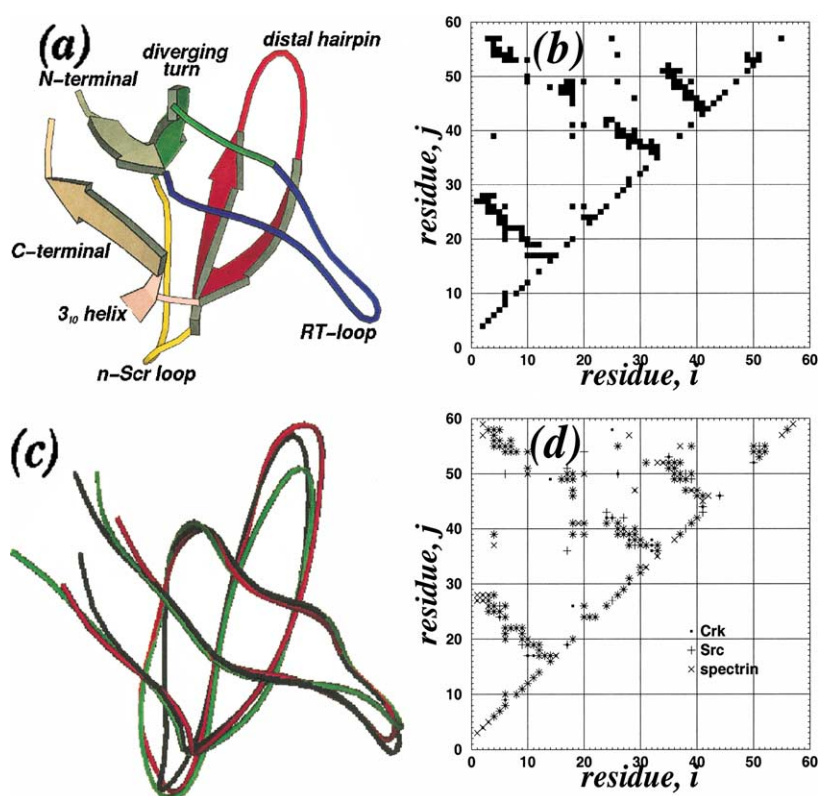 (a)
distal hairpin
diverging
turn
N-terminal
C-terminal
3₁₀ helix
RT-loop
n-Scr loop
(b)
60
50
40
30
20
10
0
residue, j
0 10 20 30 40 50 60
residue, i
(c)
(d)
60
50
40
30
20
10
0
residue, j
Crk
Src
spectrin
0 10 20 30 40 50 60
residue, i